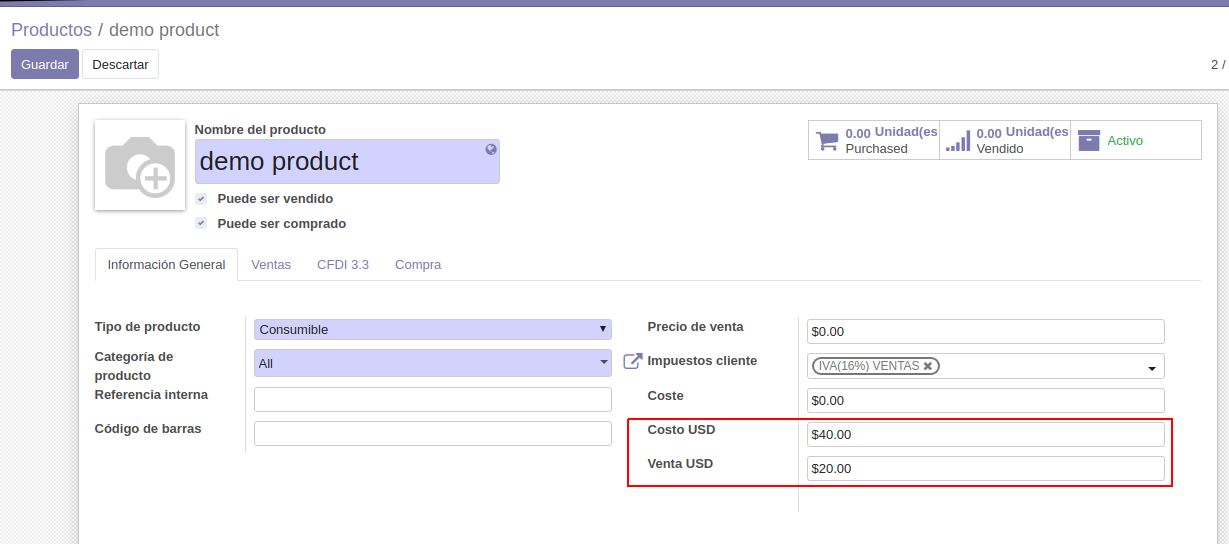 Productos / demo product
Guardar Descartar
2 /
Nombre del producto
demo product
Puede ser vendido
Puede ser comprado
0.00 Unidad(es
Purchased
0.00 Unidad(es
Vendido
Activo
Información General Ventas CFDI 3.3 Compra
Tipo de producto Consumible
Categoría de
producto All
Referencia interna
Código de barras
Precio de venta $0.00
Impuestos cliente IVA(16%) VENTAS
Coste $0.00
Costo USD $40.00
Venta USD $20.00